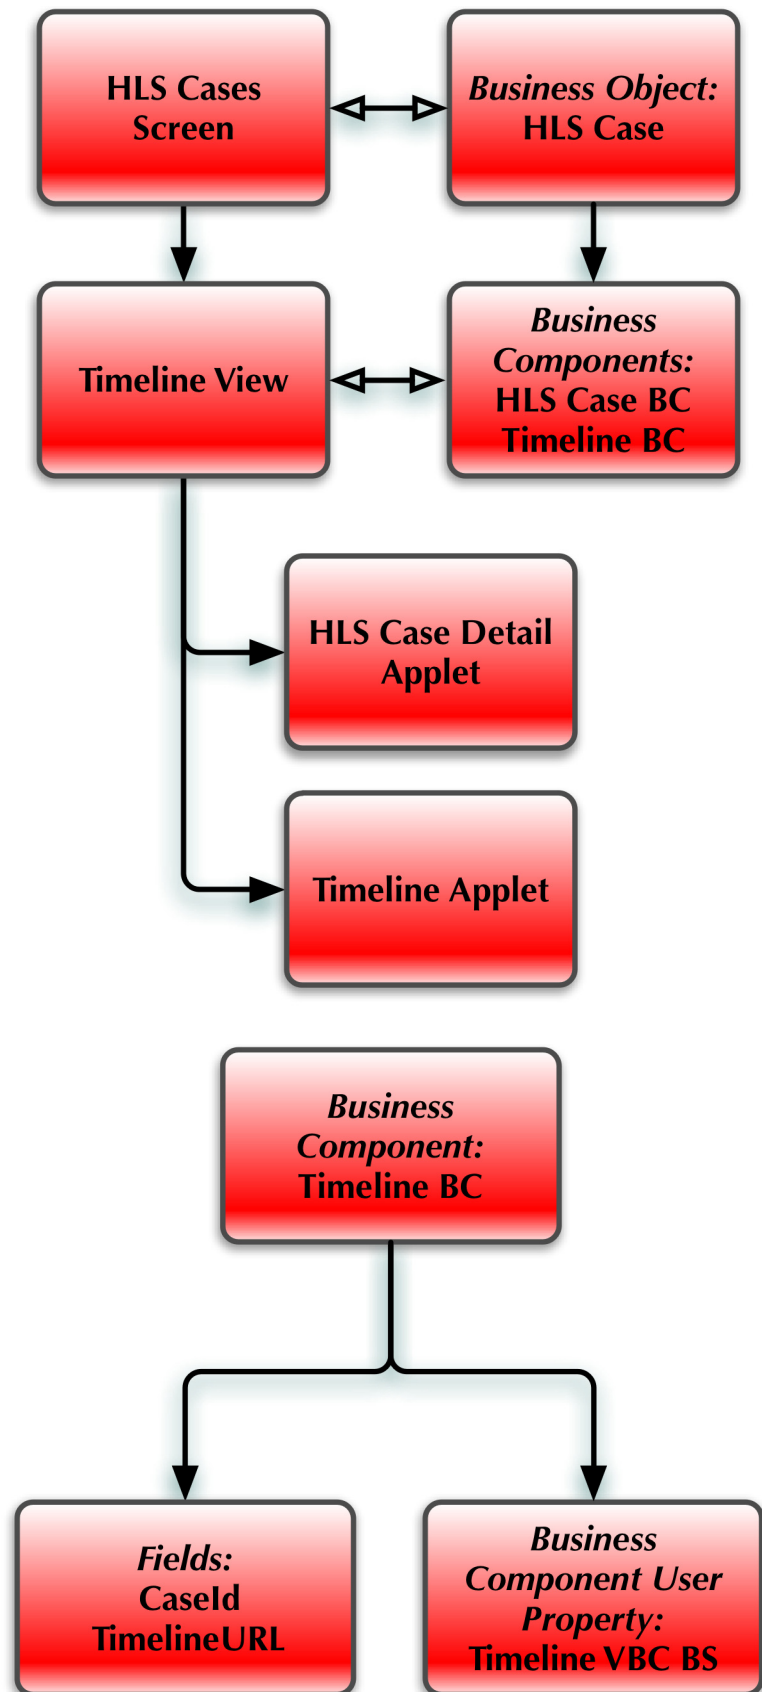 HLS Cases
Screen
Business Object:
HLS Case
Timeline View
Business
Components:
HLS Case BC
Timeline BC
HLS Case Detail
Applet
Timeline Applet
Business
Component:
Timeline BC
Fields:
CaseId
TimelineURL
Business
Component User
Property:
Timeline VBC BS